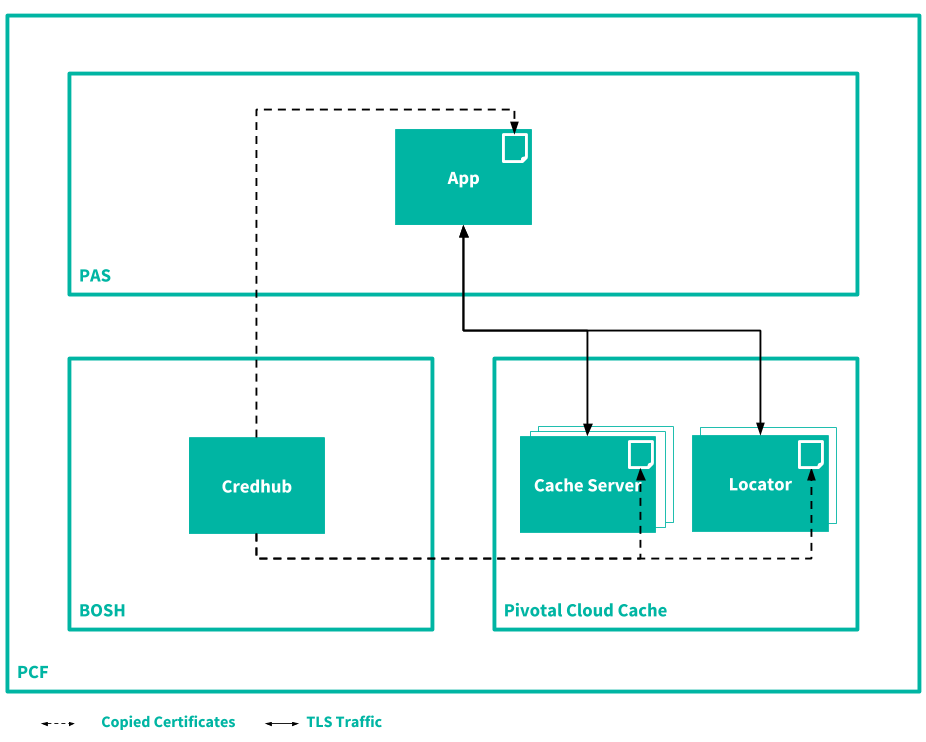 App
PAS
Credhub
Cache Server
Locator
BOSH
Pivotal Cloud Cache
PCF
Copied Certificates
TLS Traffic